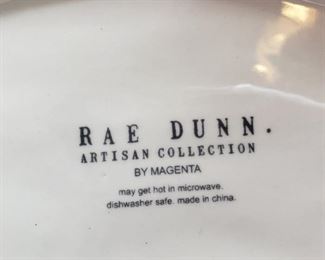 RAE DUNN.
ARTISAN COLLECTION
BY MAGENTA
may get hot in microwave.
dishwasher safe. made in china.